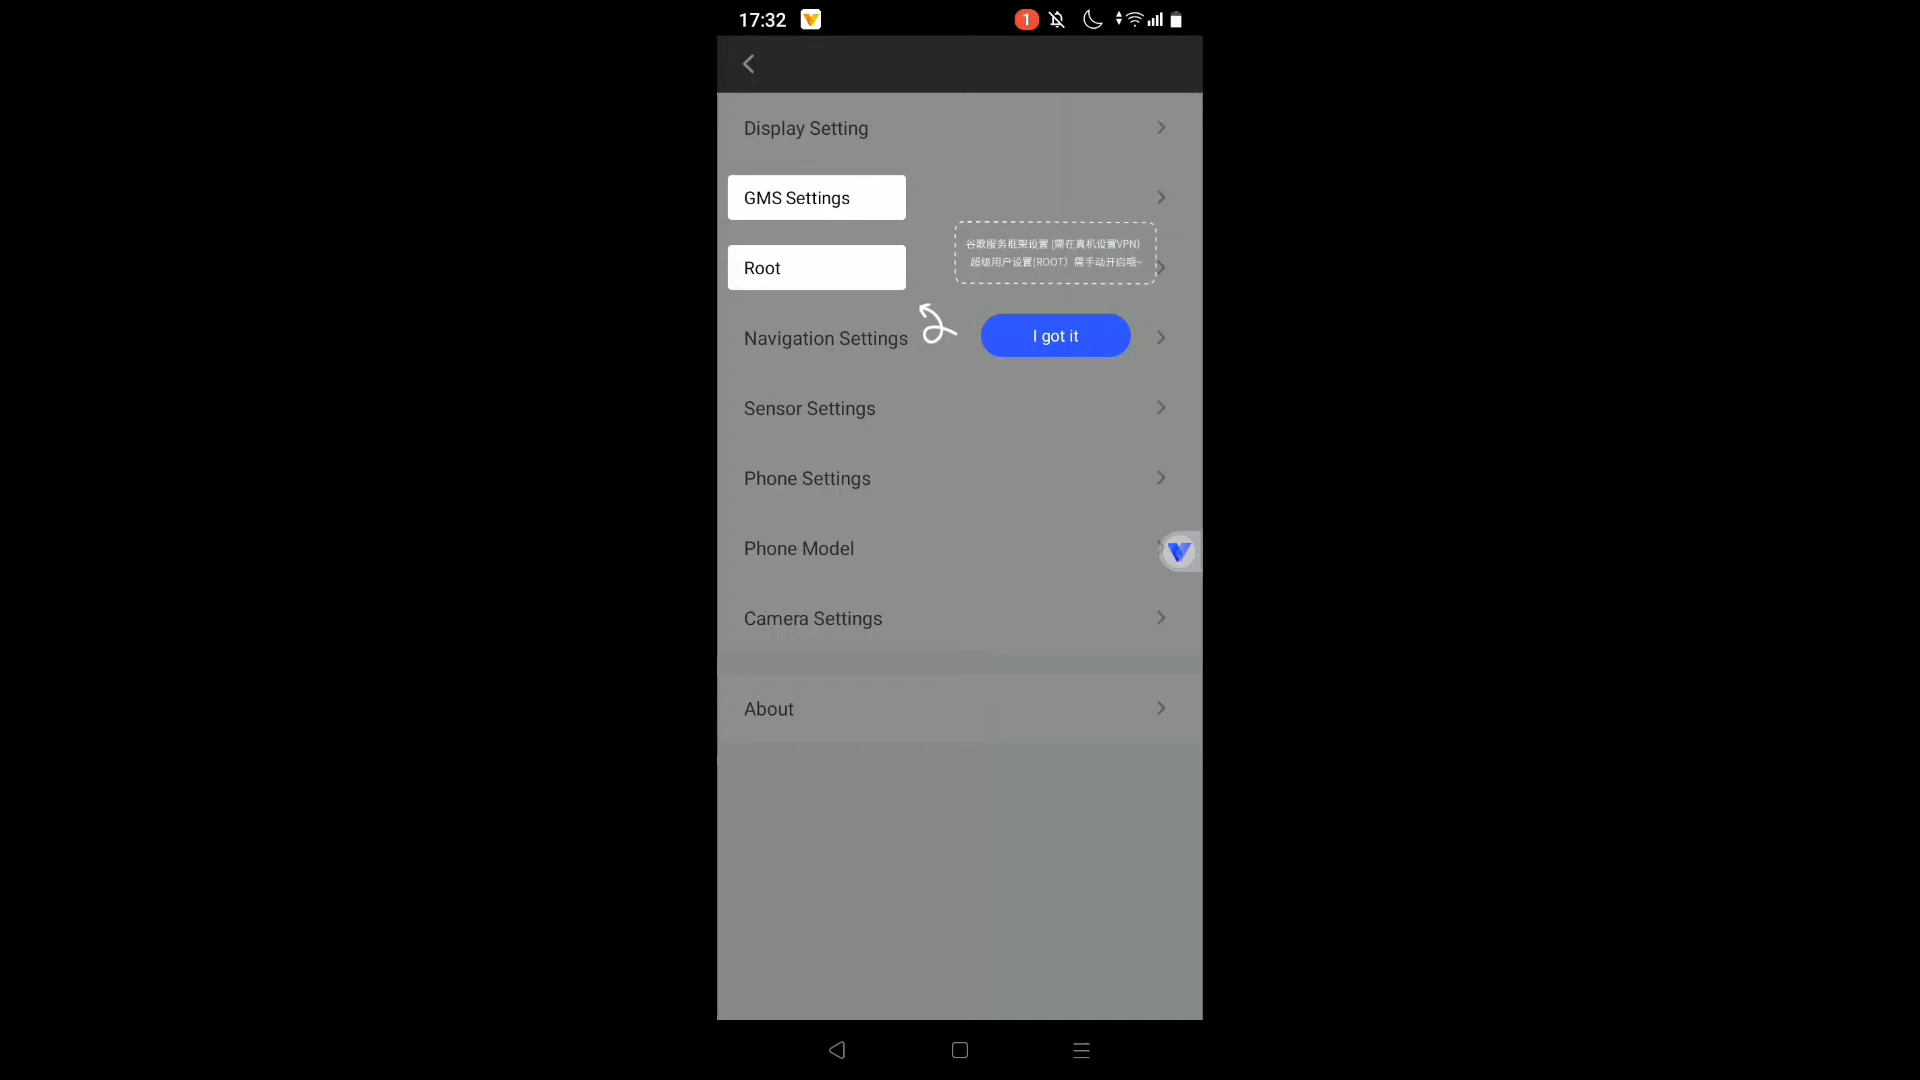 17:32
1
Display Setting
GMS Settings
谷歌服务框架设置 (需在真机设置VPN)
超级用户设置(ROOT) 需手动开启哦~
Root
Navigation Settings
I got it
Sensor Settings
Phone Settings
Phone Model
Camera Settings
About